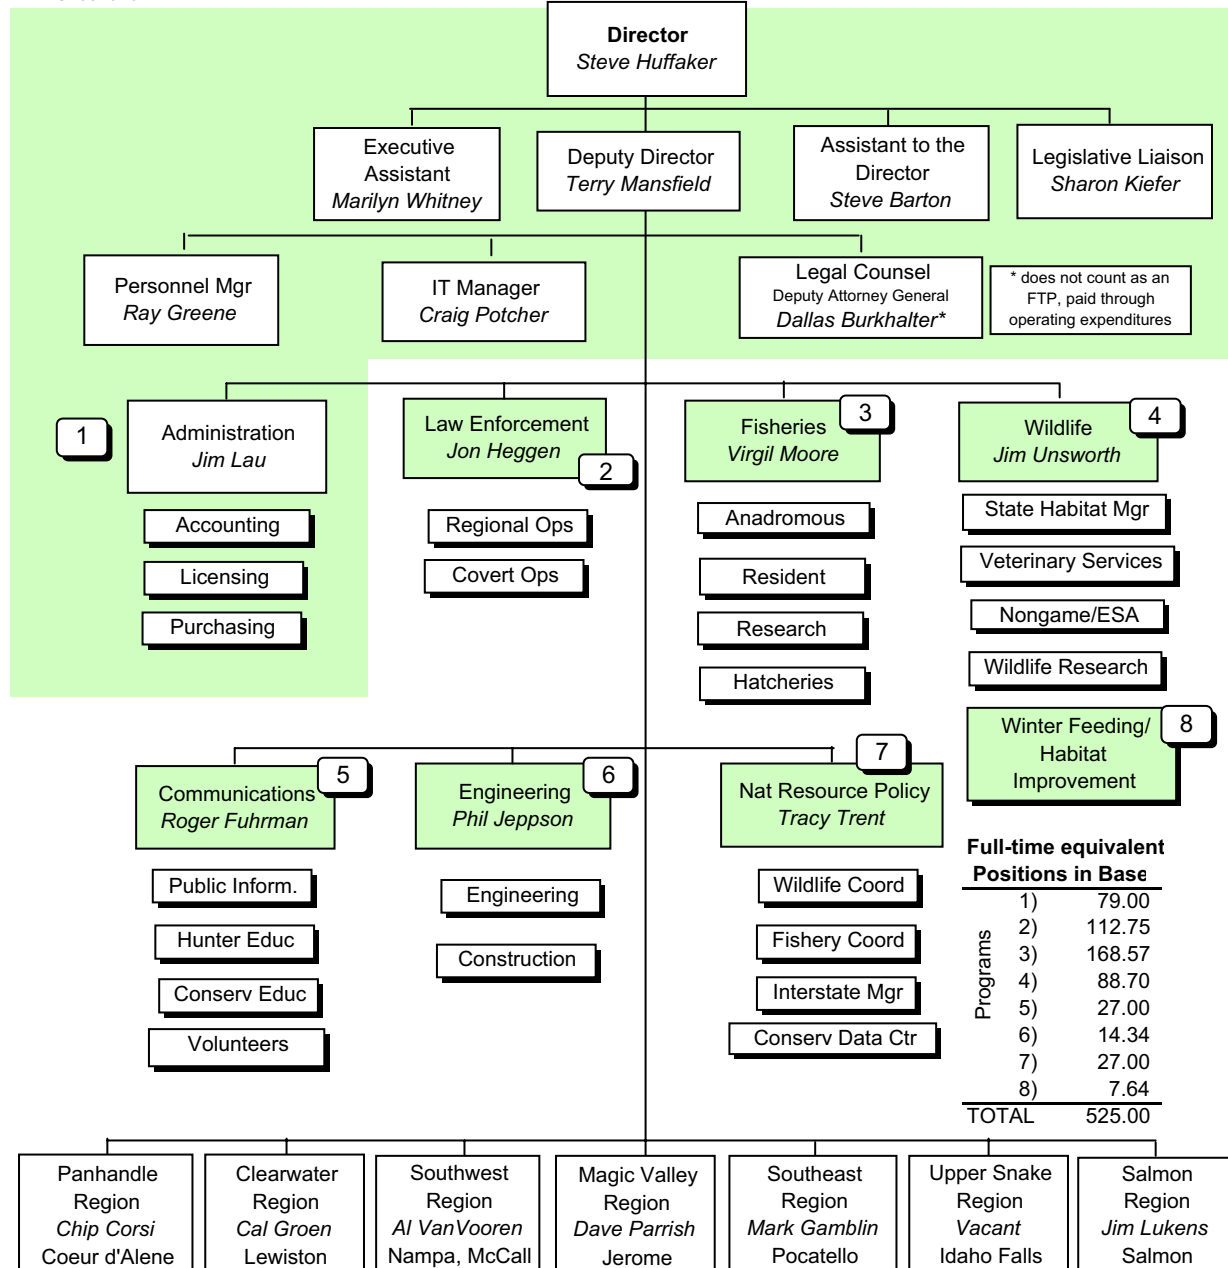 Director
Steve Huffaker
Executive
Assistant
Marilyn Whitney
Deputy Director
Terry Mansfield
Assistant to the
Director
Steve Barton
Legislative Liaison
Sharon Kiefer
Personnel Mgr
Ray Greene
IT Manager
Craig Potcher
Legal Counsel
Deputy Attorney General
Dallas Burkhalter*
* does not count as an
FTP, paid through
operating expenditures
1
Administration
Jim Lau
Accounting
Licensing
Purchasing
Law Enforcement
Jon Heggen
2
Regional Ops
Covert Ops
3
Fisheries
Virgil Moore
Anadromous
Resident
Research
Hatcheries
4
Wildlife
Jim Unsworth
State Habitat Mgr
Veterinary Services
Nongame/ESA
Wildlife Research
8
Winter Feeding/
Habitat
Improvement
5
Communications
Roger Fuhrman
Public Inform.
Hunter Educ
Conserv Educ
Volunteers
6
Engineering
Phil Jeppson
Engineering
Construction
7
Nat Resource Policy
Tracy Trent
Wildlife Coord
Fishery Coord
Interstate Mgr
Conserv Data Ctr
Full-time equivalent
Positions in Base
Programs
1) 79.00
2) 112.75
3) 168.57
4) 88.70
5) 27.00
6) 14.34
7) 27.00
8) 7.64
TOTAL 525.00
Panhandle
Region
Chip Corsi
Coeur d'Alene
Clearwater
Region
Cal Groen
Lewiston
Southwest
Region
Al VanVooren
Nampa, McCall
Magic Valley
Region
Dave Parrish
Jerome
Southeast
Region
Mark Gamblin
Pocatello
Upper Snake
Region
Vacant
Idaho Falls
Salmon
Region
Jim Lukens
Salmon